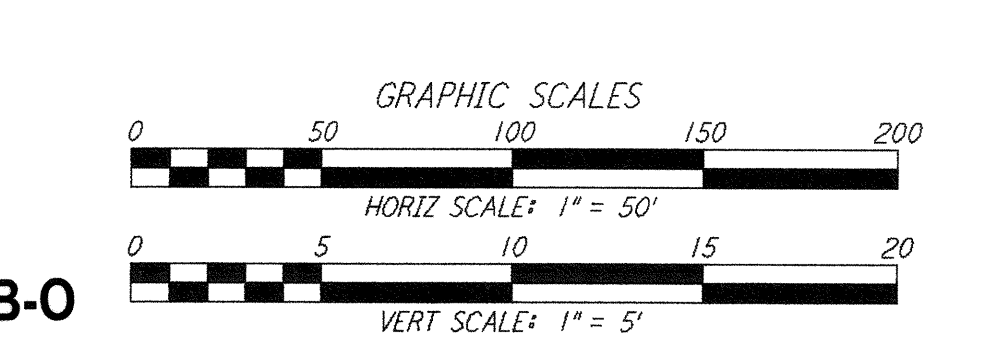 GRAPHIC SCALES
0 50 100 150 200
HORIZ SCALE: 1" = 50'
0 5 10 15 20
B-0
VERT SCALE: 1" = 5'